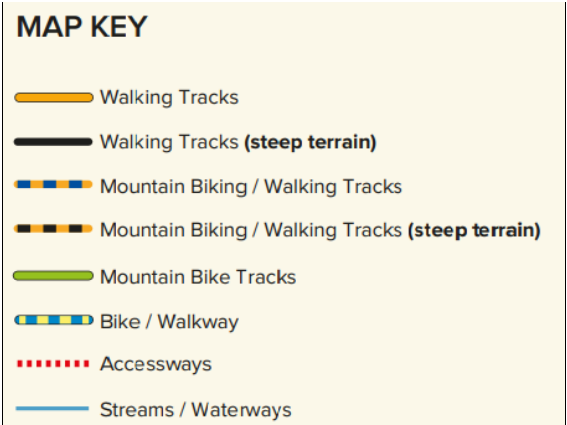 MAP KEY
Walking Tracks
Walking Tracks (steep terrain)
Mountain Biking / Walking Tracks
Mountain Biking / Walking Tracks (steep terrain)
Mountain Bike Tracks
Bike / Walkway
Accessways
Streams / Waterways